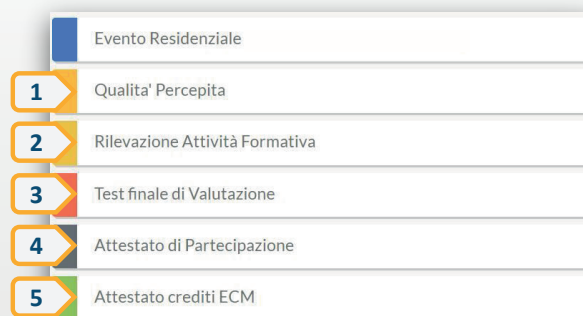 Evento Residenziale
1 Qualita' Percepita
2 Rilevazione Attività Formativa
3 Test finale di Valutazione
4 Attestato di Partecipazione
5 Attestato crediti ECM